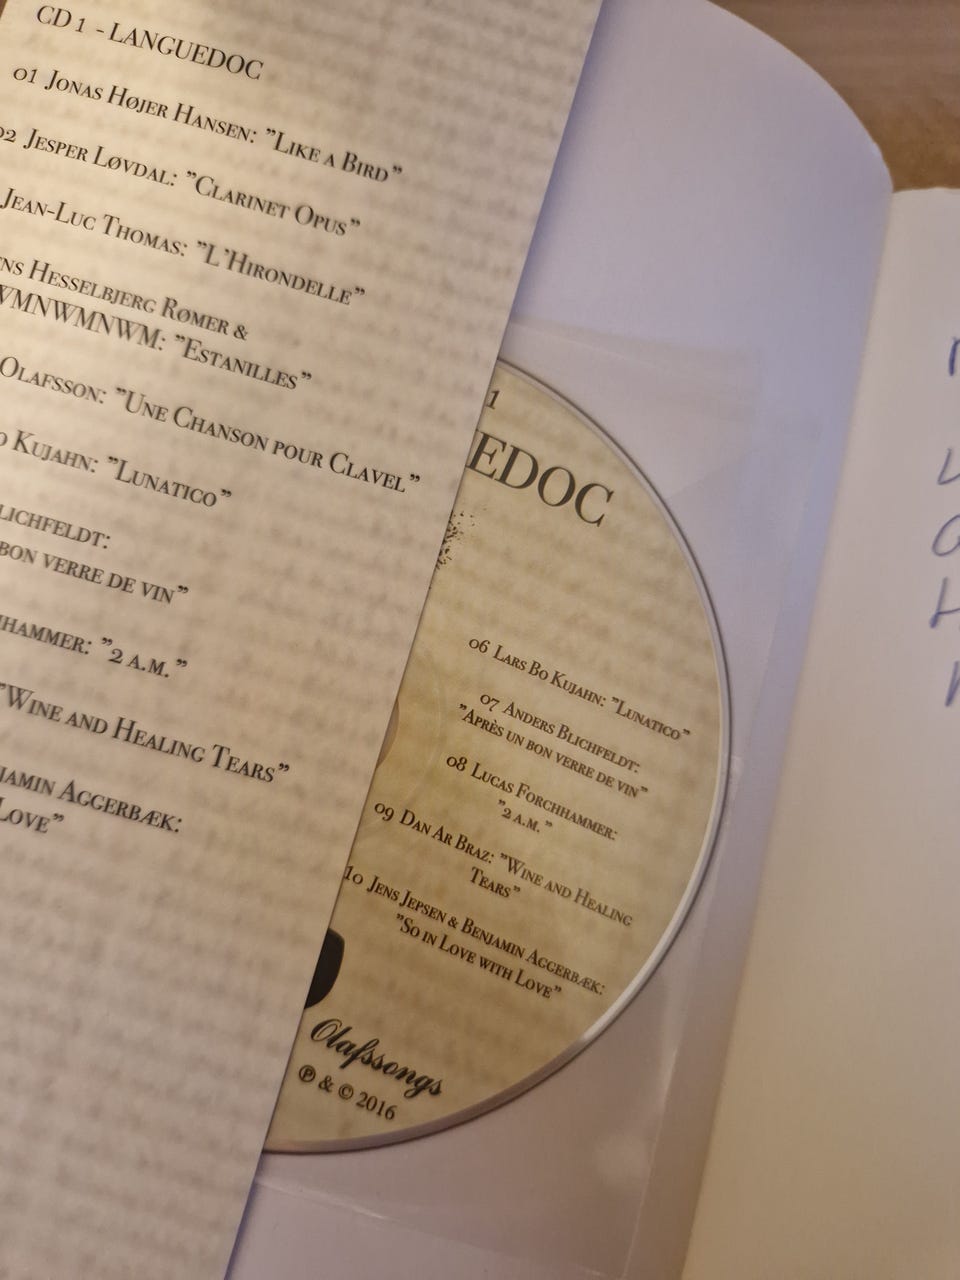 CD 1 - LANGUEDOC
01 JONAS HØJER HANSEN: ”LIKE A BIRD”
02 JESPER LØVDAL: ”CLARINET OPUS”
JEAN-LUC THOMAS: ”L'HIRONDELLE”
HESSELBJERG RØMER &
”ESTANILLES”
OLAFSSON: ”UNE CHANSON POUR CLAVEL”
KUJAHN: ”LUNATICO”
BLICHFELDT:
BON VERRE DE VIN”
”2 A.M.”
”WINE AND HEALING TEARS”
AGGERBÆK:
LOVE”
1
EDOC
06 LARS BO KUJAHN: ”LUNATICO”
07 ANDERS BLICHFELDT:
”APRÈS UN BON VERRE DE VIN”
08 LUCAS FORCHHAMMER:
”2 A.M.”
09 DAN AR BRAZ: ”WINE AND HEALING
TEARS”
10 JENS JEPSEN & BENJAMIN AGGERBÆK:
”SO IN LOVE WITH LOVE”
Olafssongs
℗ & © 2016